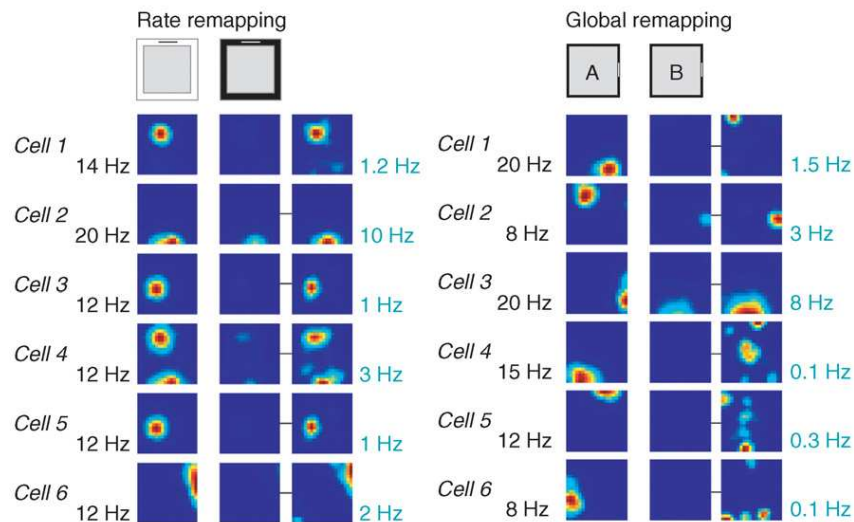 Rate remapping
Cell 1
14 Hz
1.2 Hz
Cell 2
20 Hz
10 Hz
Cell 3
12 Hz
1 Hz
Cell 4
12 Hz
3 Hz
Cell 5
12 Hz
1 Hz
Cell 6
12 Hz
2 Hz
Global remapping
A
B
Cell 1
20 Hz
1.5 Hz
Cell 2
8 Hz
3 Hz
Cell 3
20 Hz
8 Hz
Cell 4
15 Hz
0.1 Hz
Cell 5
12 Hz
0.3 Hz
Cell 6
8 Hz
0.1 Hz